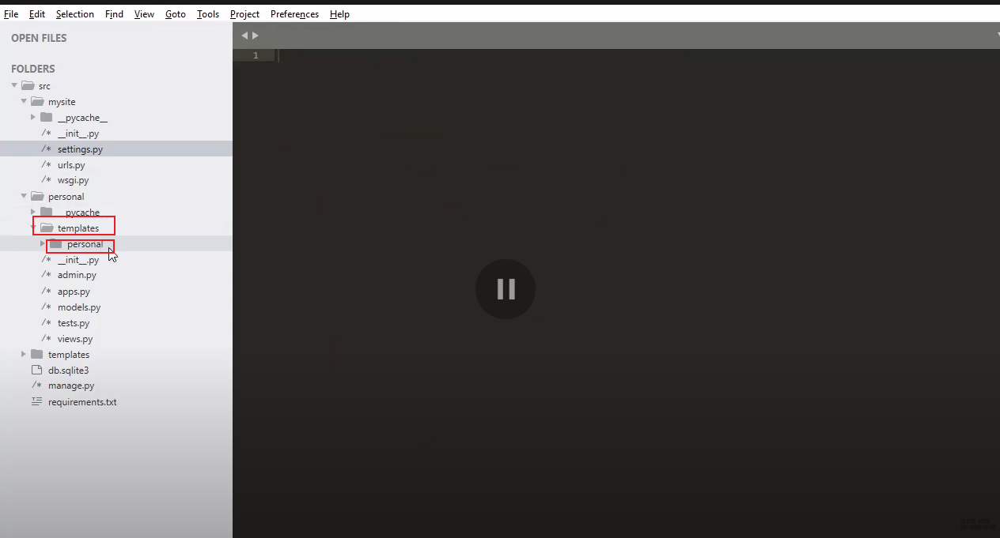 File Edit Selection Find View Goto Tools Project Preferences Help
OPEN FILES
1
FOLDERS
src
mysite
__pycache__
/* __init__.py
/* settings.py
/* urls.py
/* wsgi.py
personal
pycache
templates
personal
/* __init__.py
/* admin.py
/* apps.py
/* models.py
/* tests.py
/* views.py
templates
db.sqlite3
/* manage.py
requirements.txt